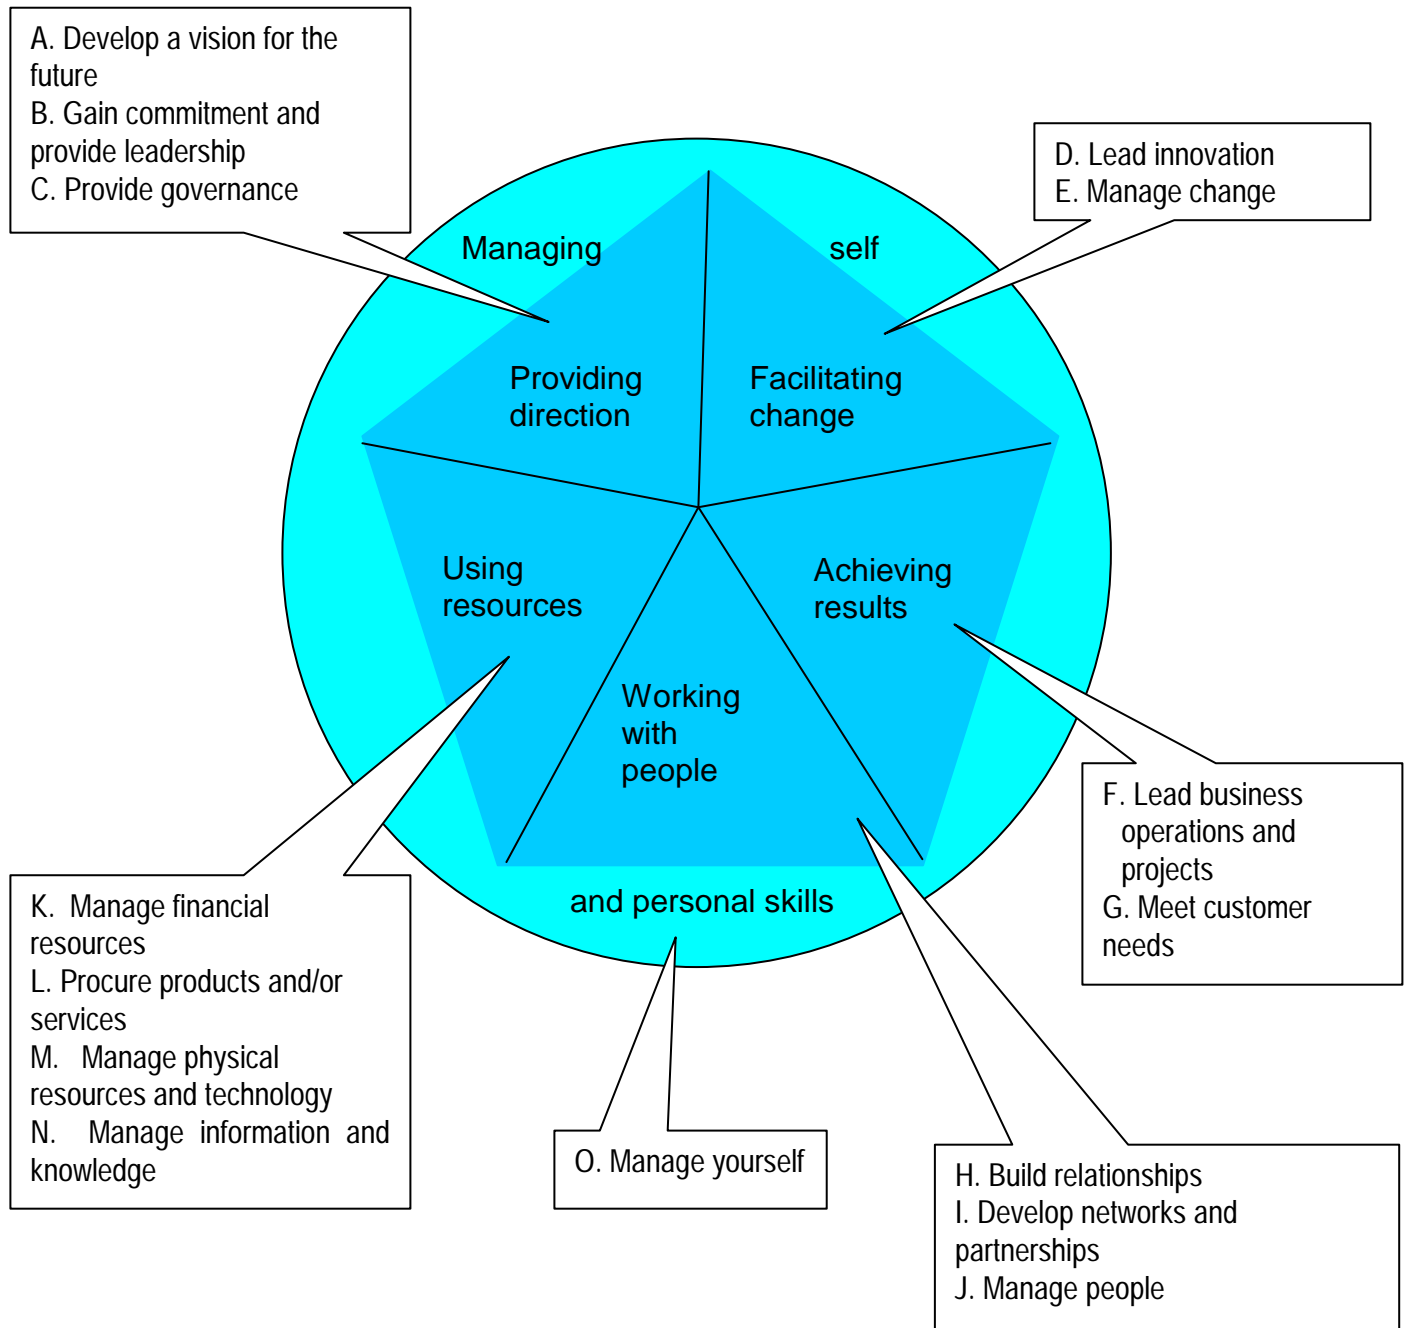 A. Develop a vision for the
future
B. Gain commitment and
provide leadership
C. Provide governance
D. Lead innovation
E. Manage change
Managing
self
Providing
direction
Facilitating
change
Using
resources
Achieving
results
Working
with
people
and personal skills
F. Lead business
operations and
projects
G. Meet customer
needs
K. Manage financial
resources
L. Procure products and/or
services
M. Manage physical
resources and technology
N. Manage information and
knowledge
O. Manage yourself
H. Build relationships
I. Develop networks and
partnerships
J. Manage people